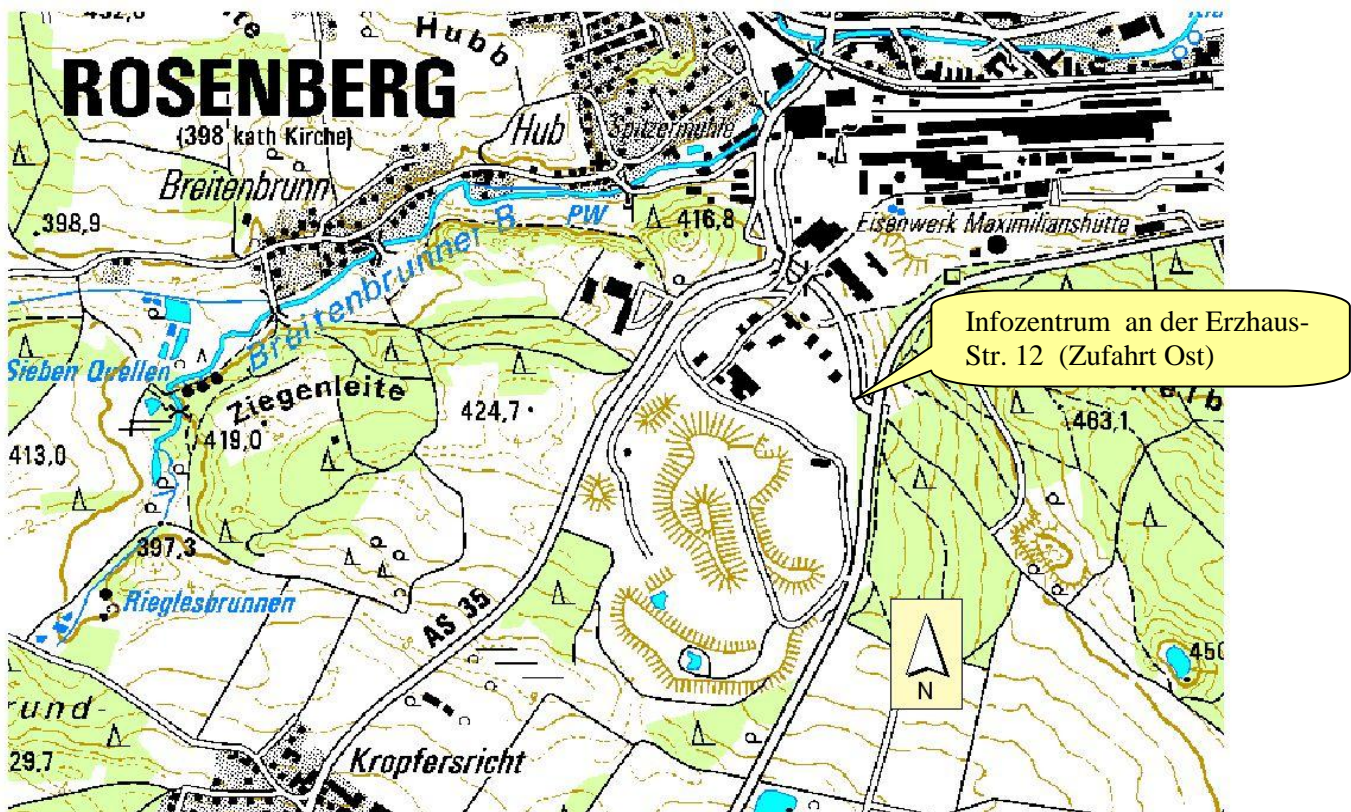 Hubb
ROSENBERG
(398 kath Kirche)
Hub
Spitzermühle
Breitenbrunn
398,9
PW
416,8
Eisenwerk Maximilianshütte
Breitenbrunner B.
Infozentrum an der Erzhaus-
Str. 12 (Zufahrt Ost)
Sieben Quellen
Ziegenleite
424,7
463,1
419,0
413,0
397,3
Rieglesbrunnen
AS 35
450
N
und-
29,7
Kropfersricht